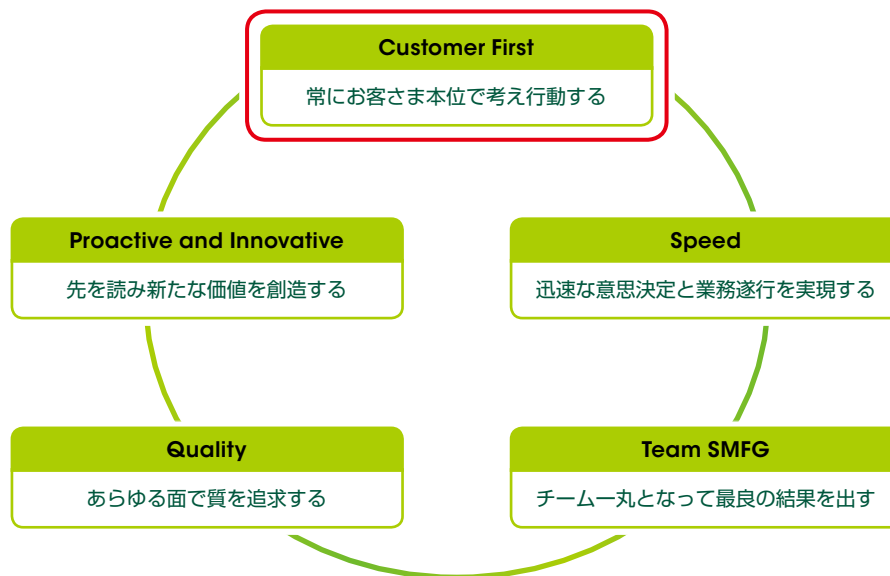 Customer First
常にお客さま本位で考え行動する
Proactive and Innovative
先を読み新たな価値を創造する
Speed
迅速な意思決定と業務遂行を実現する
Quality
あらゆる面で質を追求する
Team SMFG
チーム一丸となって最良の結果を出す